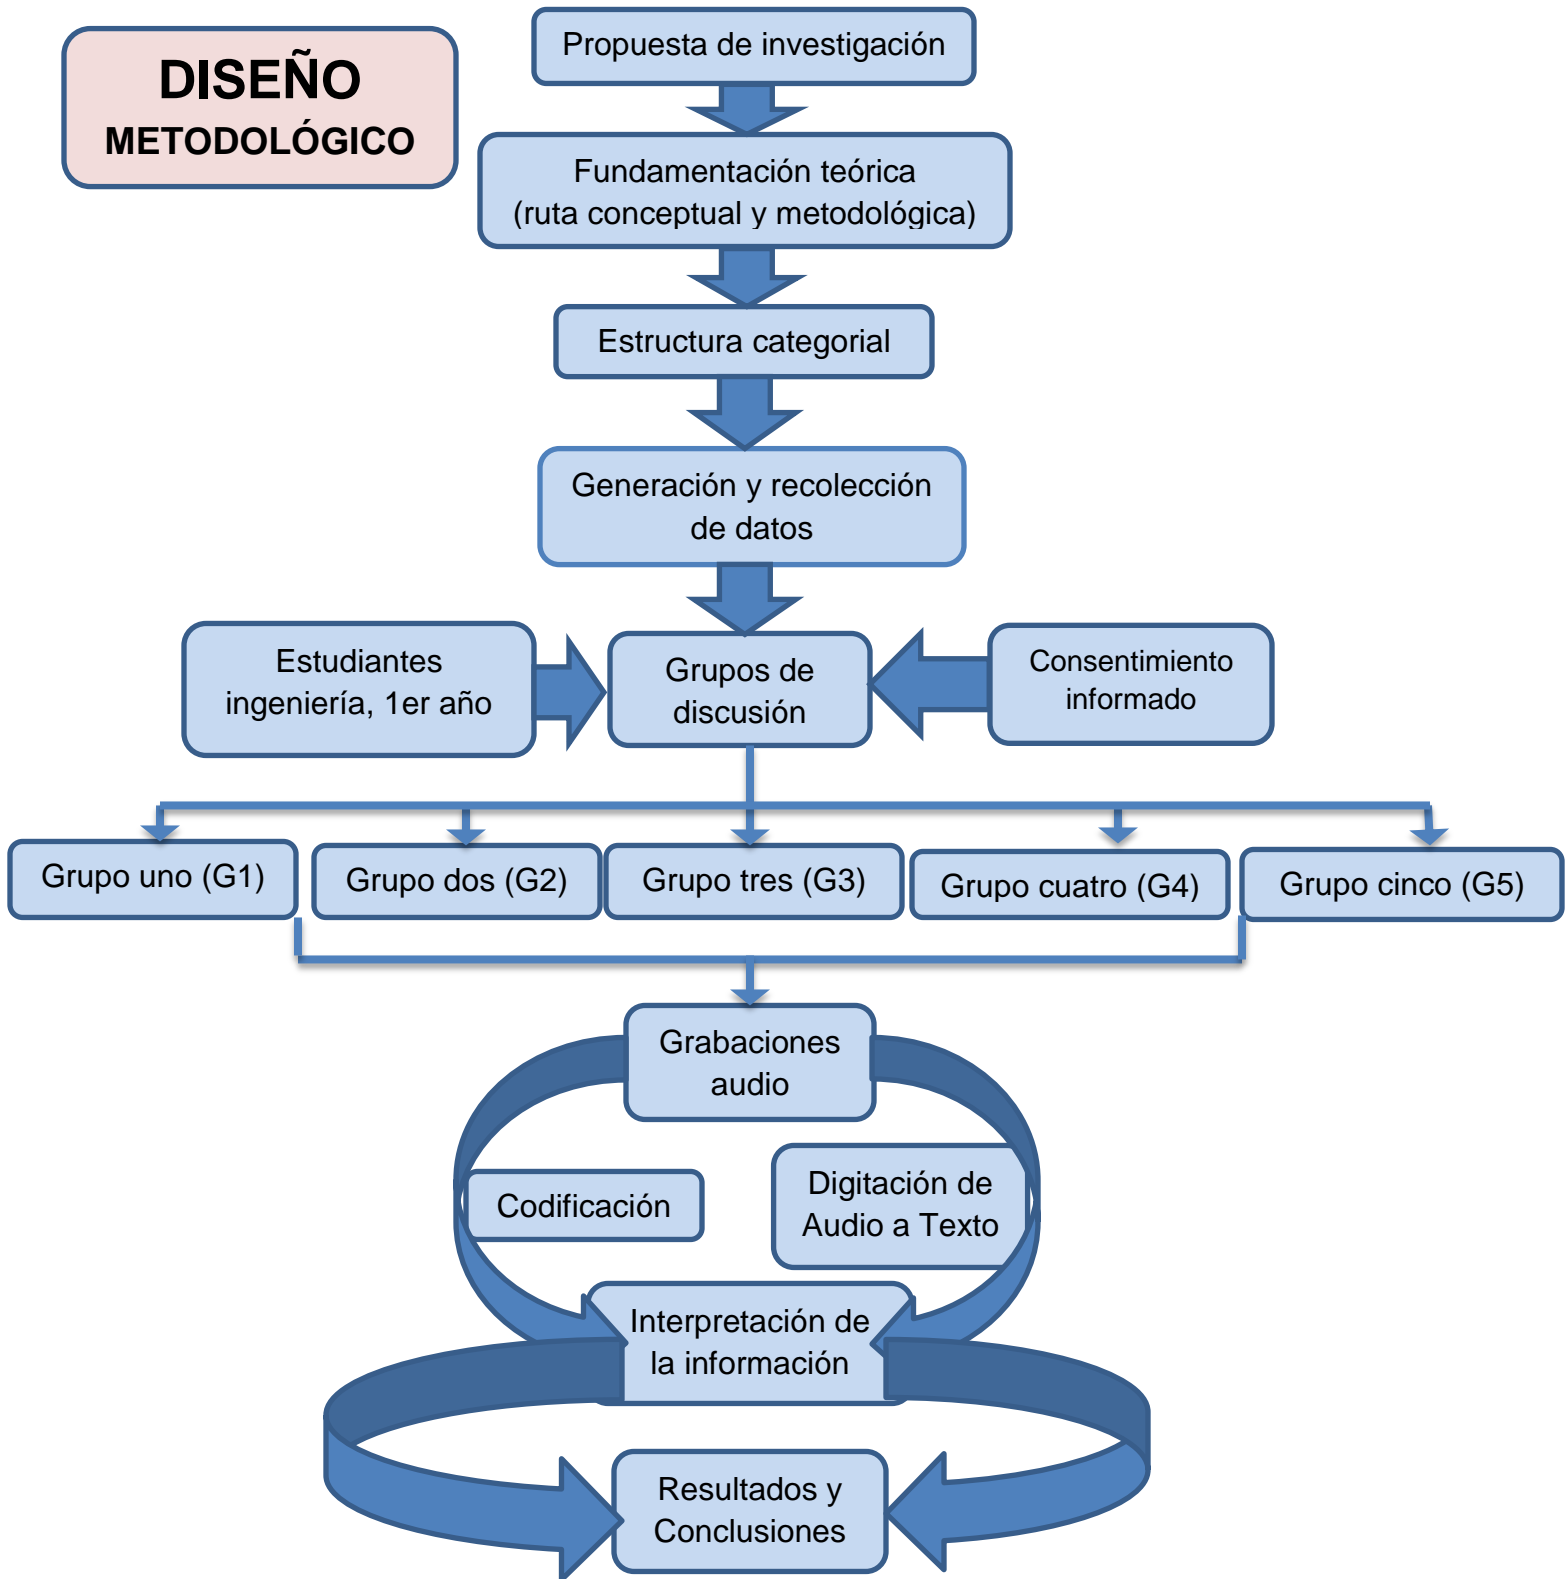 DISEÑO
METODOLÓGICO
Propuesta de investigación
Fundamentación teórica
(ruta conceptual y metodológica)
Estructura categorial
Generación y recolección
de datos
Estudiantes
ingeniería, 1er año
Grupos de
discusión
Consentimiento
informado
Grupo uno (G1)
Grupo dos (G2)
Grupo tres (G3)
Grupo cuatro (G4)
Grupo cinco (G5)
Grabaciones
audio
Codificación
Digitación de
Audio a Texto
Interpretación de
la información
Resultados y
Conclusiones